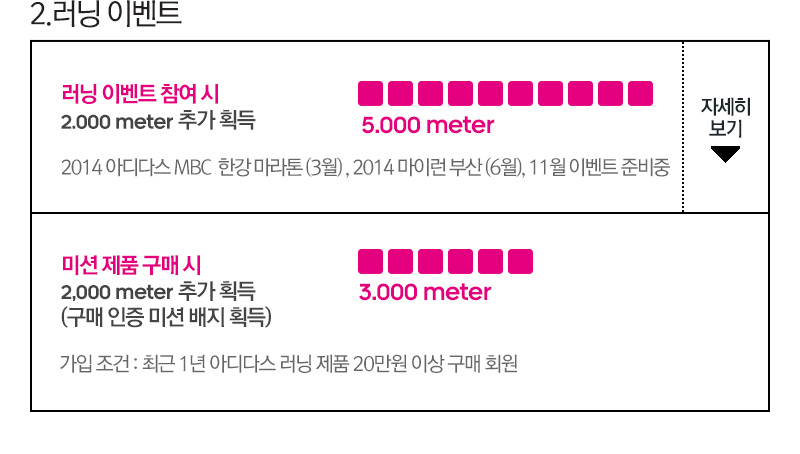 2.러닝 이벤트
러닝 이벤트 참여 시
2.000 meter 추가 획득
5.000 meter
자세히
보기
2014 아디다스 MBC 한강 마라톤 (3월) , 2014 마이런 부산 (6월), 11월 이벤트 준비중
미션 제품 구매 시
2,000 meter 추가 획득
(구매 인증 미션 배지 획득)
3.000 meter
가입 조건 : 최근 1년 아디다스 러닝 제품 20만원 이상 구매 회원